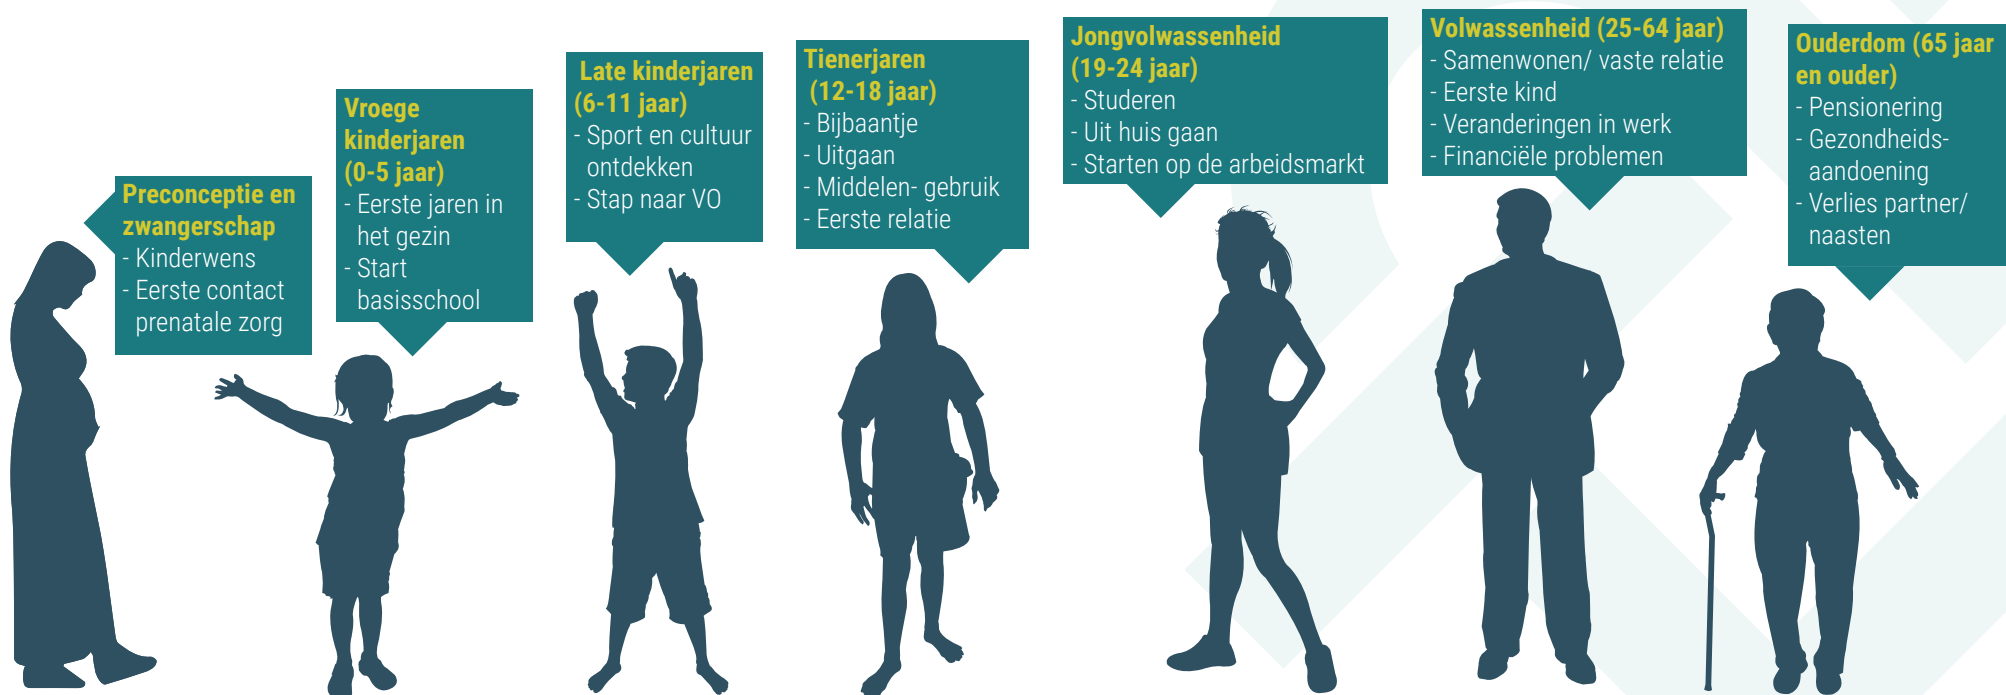 Preconceptie en
zwangerschap
- Kinderwens
- Eerste contact
prenatale zorg
Vroege
kinderjaren
(0-5 jaar)
- Eerste jaren in
het gezin
- Start
basisschool
Late kinderjaren
(6-11 jaar)
- Sport en cultuur
ontdekken
- Stap naar VO
Tienerjaren
(12-18 jaar)
- Bijbaantje
- Uitgaan
- Middelen- gebruik
- Eerste relatie
Jongvolwassenheid
(19-24 jaar)
- Studeren
- Uit huis gaan
- Starten op de arbeidsmarkt
Volwassenheid (25-64 jaar)
- Samenwonen/ vaste relatie
- Eerste kind
- Veranderingen in werk
- Financiële problemen
Ouderdom (65 jaar
en ouder)
- Pensionering
- Gezondheids-
aandoening
- Verlies partner/
naasten